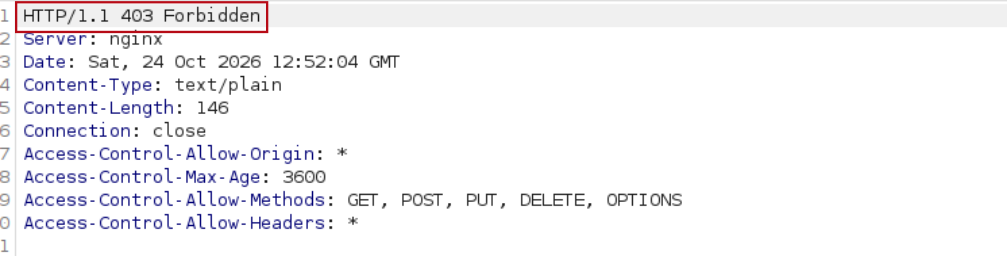 1 HTTP/1.1 403 Forbidden
2 Server: nginx
3 Date: Sat, 24 Oct 2026 12:52:04 GMT
4 Content-Type: text/plain
5 Content-Length: 146
6 Connection: close
7 Access-Control-Allow-Origin: *
8 Access-Control-Max-Age: 3600
9 Access-Control-Allow-Methods: GET, POST, PUT, DELETE, OPTIONS
0 Access-Control-Allow-Headers: *
1